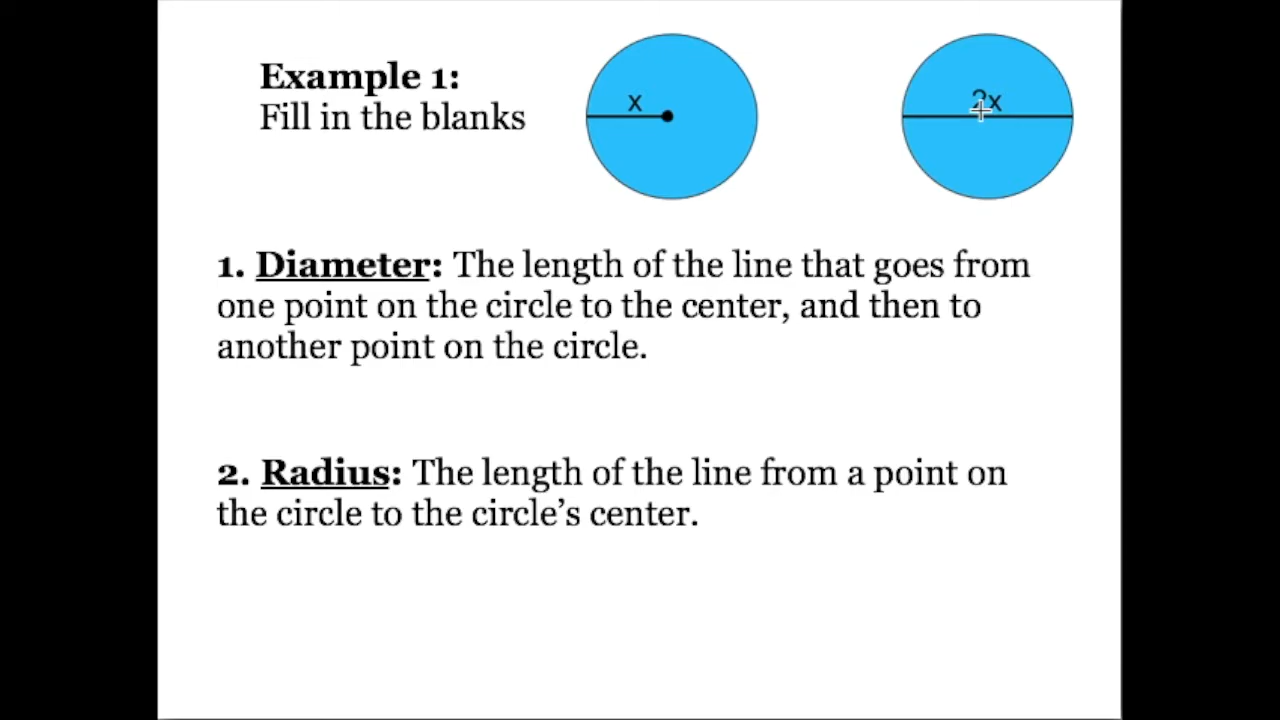 Example 1:
Fill in the blanks
x
2x
1. Diameter: The length of the line that goes from
one point on the circle to the center, and then to
another point on the circle.
2. Radius: The length of the line from a point on
the circle to the circle’s center.